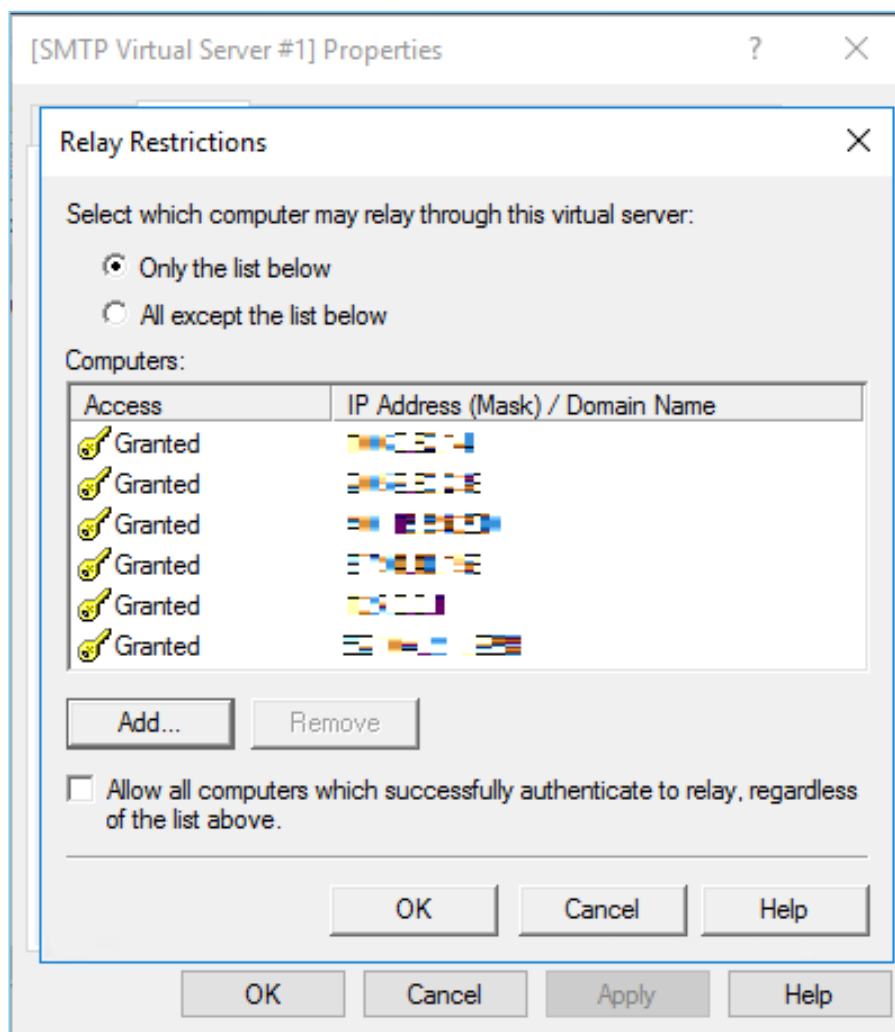 [SMTP Virtual Server #1] Properties
Relay Restrictions
Select which computer may relay through this virtual server:
Only the list below
All except the list below
Computers:
Access IP Address (Mask) / Domain Name
Granted
Granted
Granted
Granted
Granted
Granted
Add... Remove
Allow all computers which successfully authenticate to relay, regardless
of the list above.
OK Cancel Help
OK Cancel Apply Help